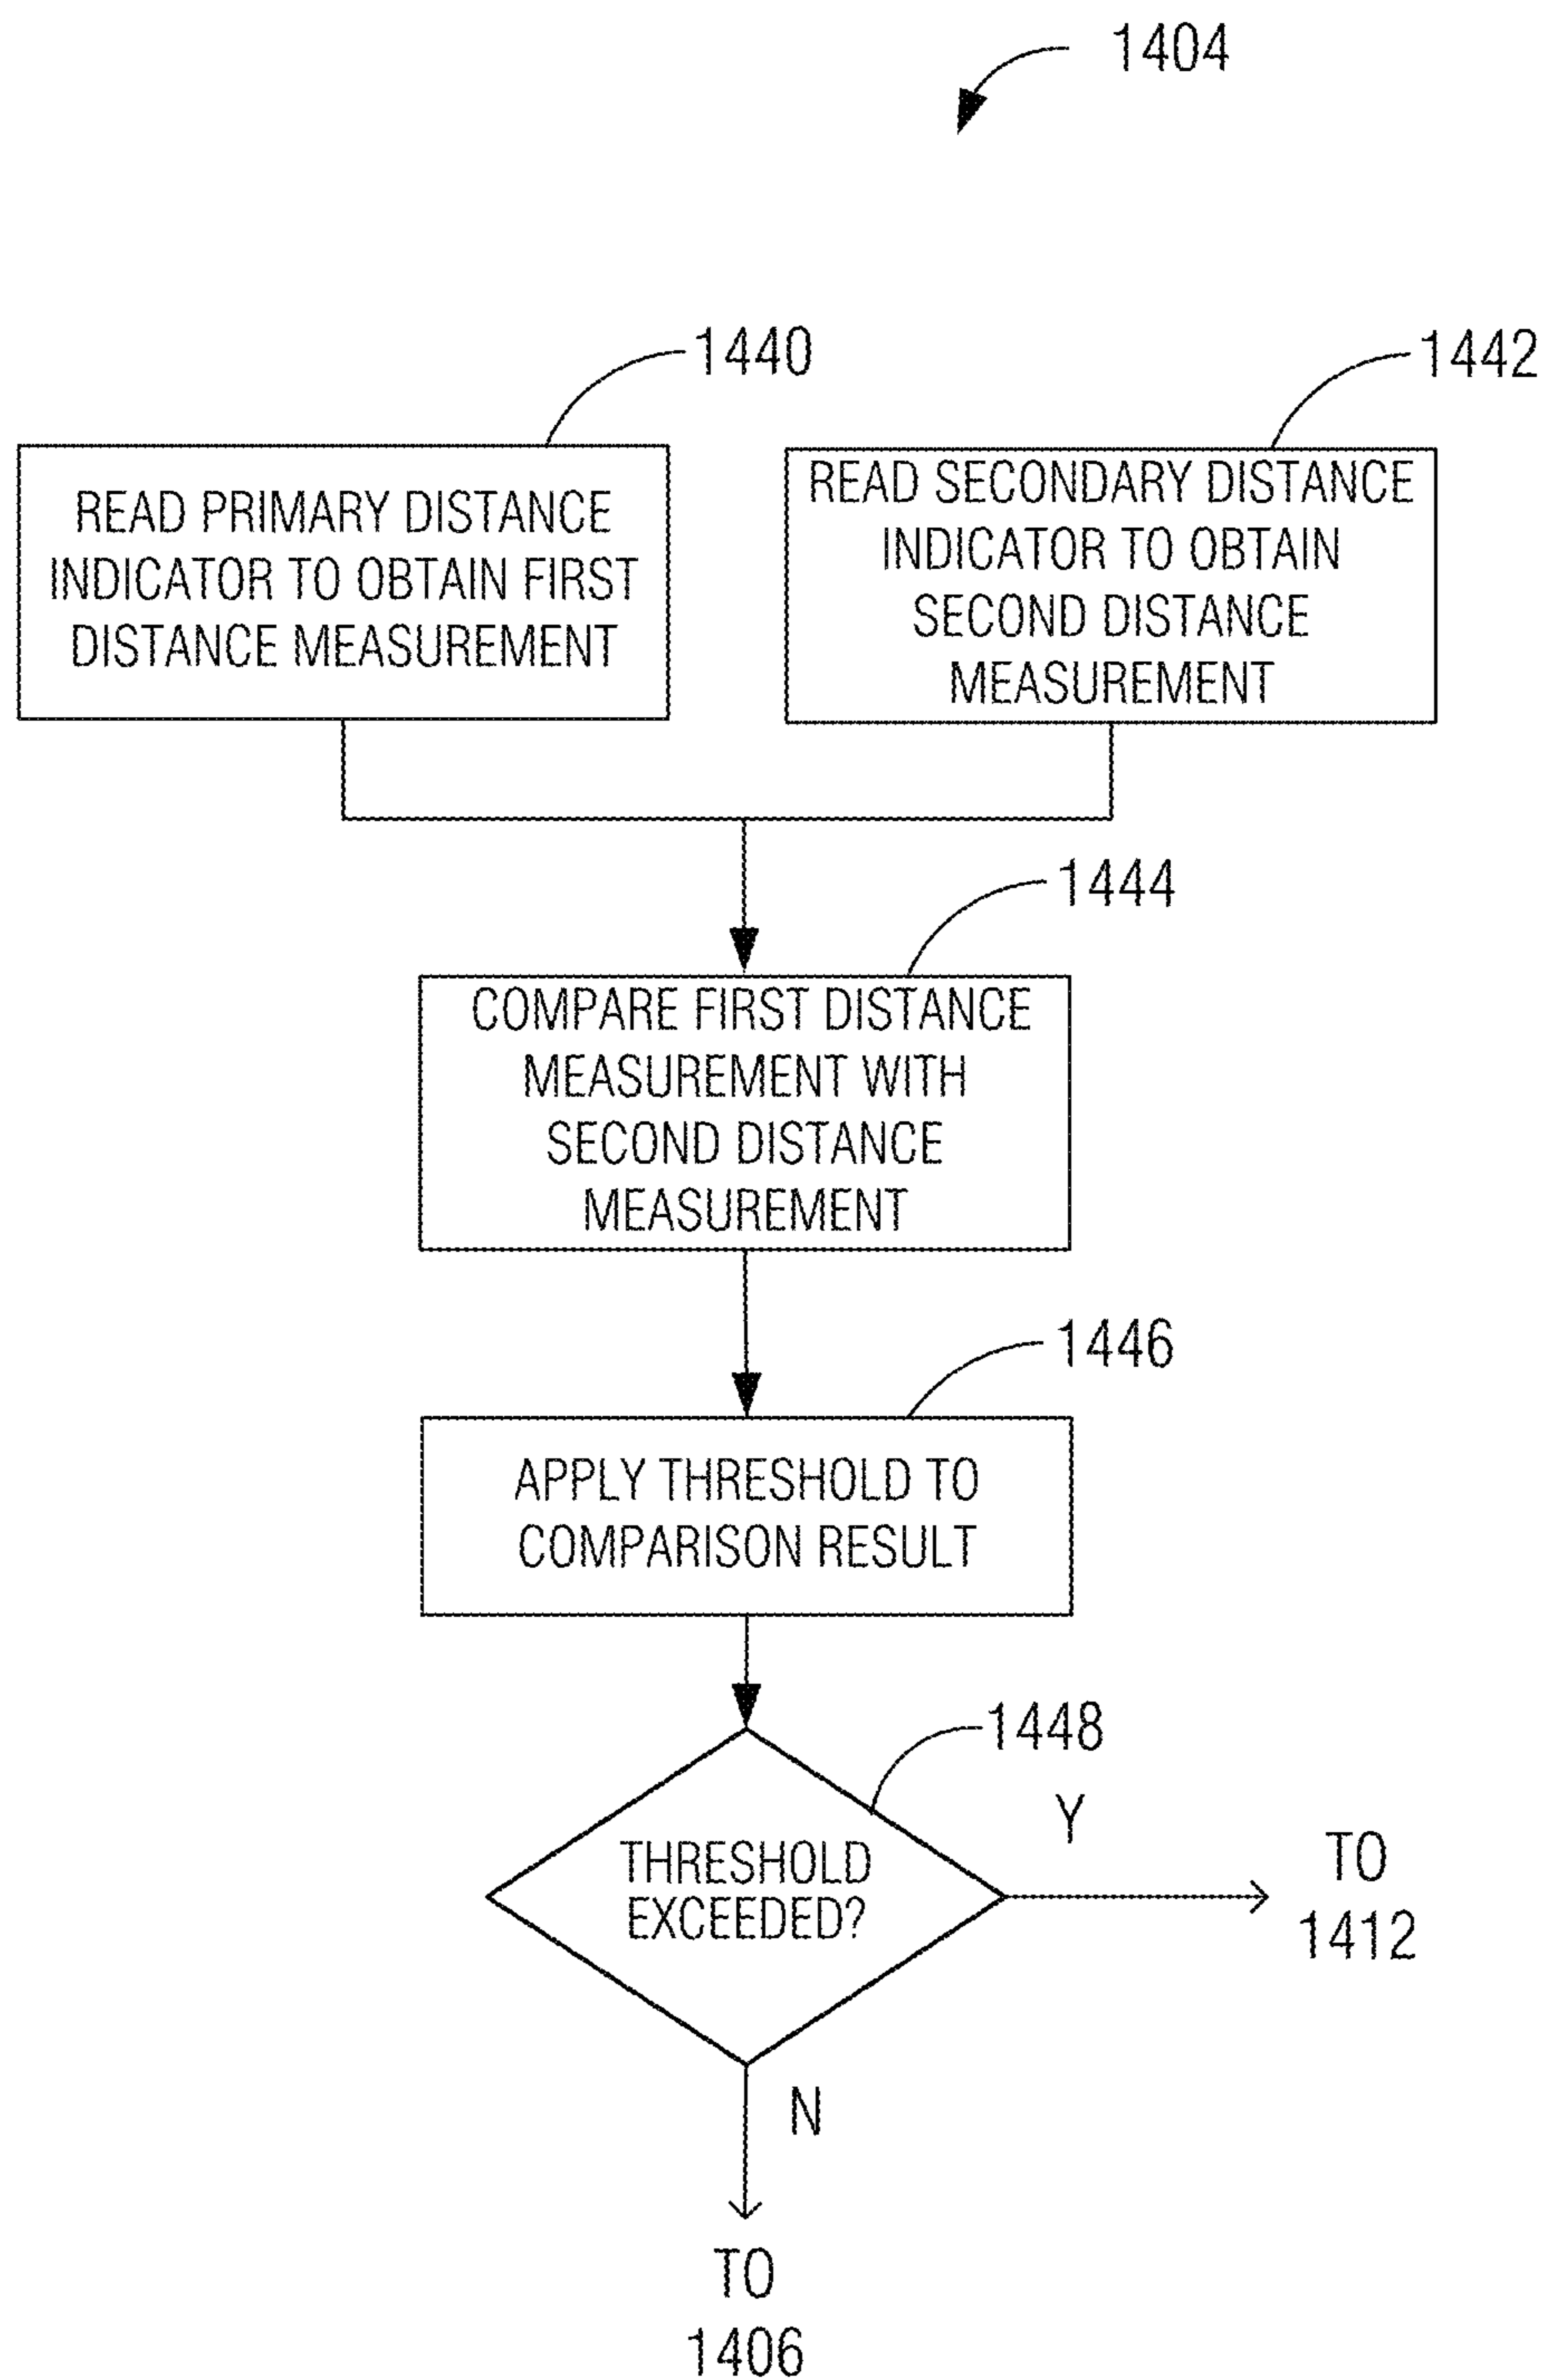 1404
1440
READ PRIMARY DISTANCE
INDICATOR TO OBTAIN FIRST
DISTANCE MEASUREMENT
1442
READ SECONDARY DISTANCE
INDICATOR TO OBTAIN
SECOND DISTANCE
MEASUREMENT
1444
COMPARE FIRST DISTANCE
MEASUREMENT WITH
SECOND DISTANCE
MEASUREMENT
1446
APPLY THRESHOLD TO
COMPARISON RESULT
1448
THRESHOLD
EXCEEDED?
Y
TO
1412
N
TO
1406